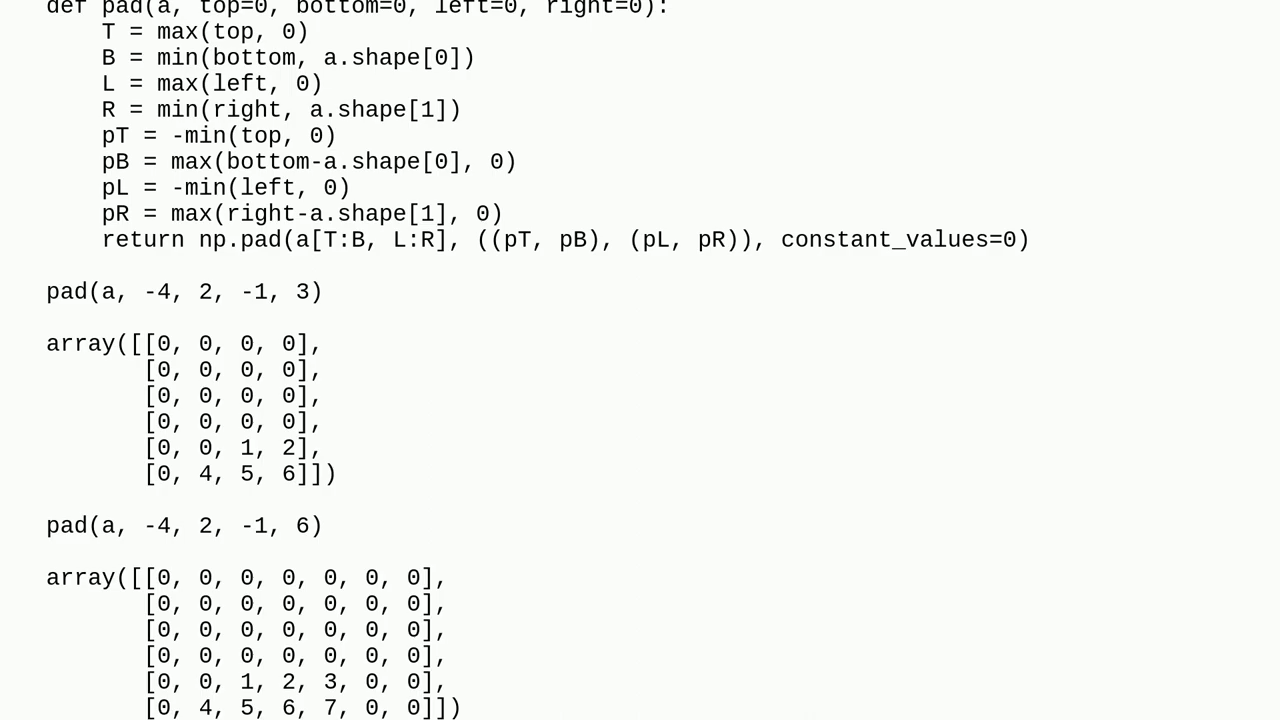 def pad(a, top=0, bottom=0, left=0, right=0):
    T = max(top, 0)
    B = min(bottom, a.shape[0])
    L = max(left, 0)
    R = min(right, a.shape[1])
    pT = -min(top, 0)
    pB = max(bottom-a.shape[0], 0)
    pL = -min(left, 0)
    pR = max(right-a.shape[1], 0)
    return np.pad(a[T:B, L:R], ((pT, pB), (pL, pR)), constant_values=0)
pad(a, -4, 2, -1, 3)
array([[0, 0, 0, 0],
       [0, 0, 0, 0],
       [0, 0, 0, 0],
       [0, 0, 0, 0],
       [0, 0, 1, 2],
       [0, 4, 5, 6]])
pad(a, -4, 2, -1, 6)
array([[0, 0, 0, 0, 0, 0, 0],
       [0, 0, 0, 0, 0, 0, 0],
       [0, 0, 0, 0, 0, 0, 0],
       [0, 0, 0, 0, 0, 0, 0],
       [0, 0, 1, 2, 3, 0, 0],
       [0, 4, 5, 6, 7, 0, 0]])